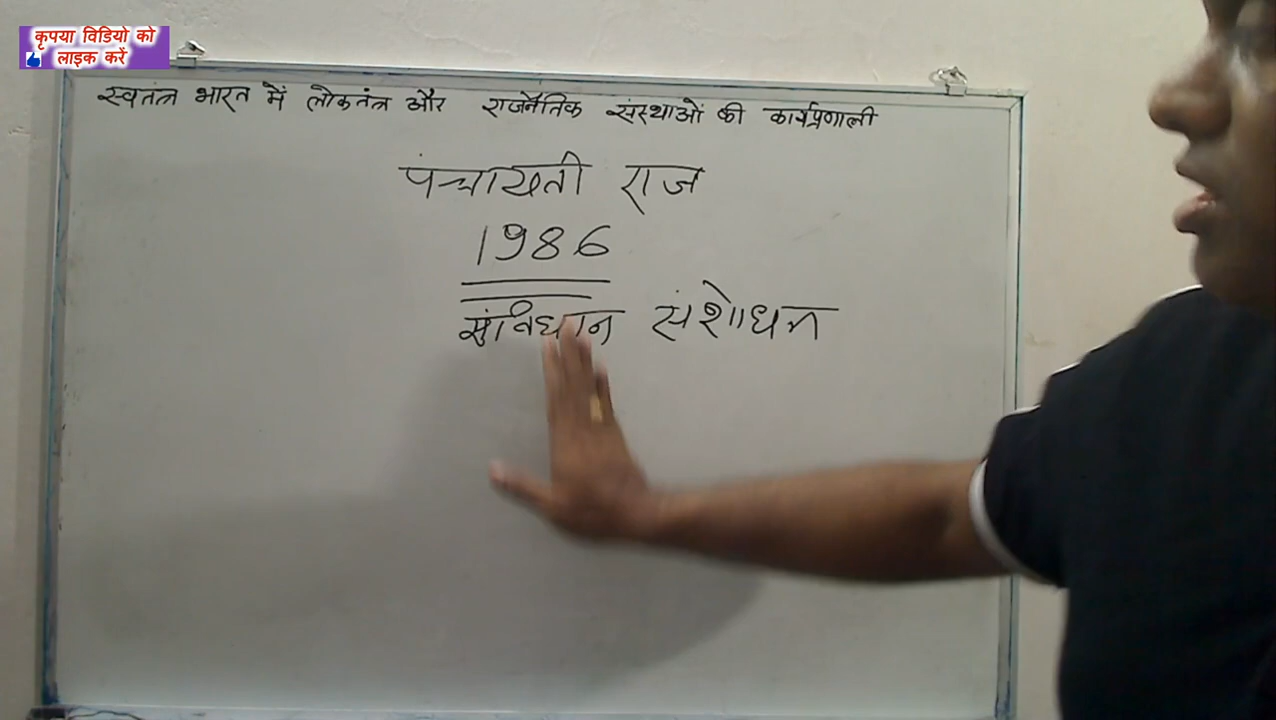 कृपया विडियो को
लाइक करें
स्वतंत्र भारत में लोकतंत्र और राजनैतिक संस्थाओं की कार्यप्रणाली
पंचायती राज
1986
संविधान संशोधन